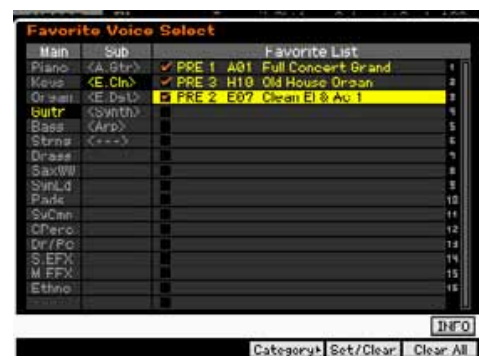 Favorite Voice Select
Main Sub Favorite List
Piano <A.Gtr> PRE 1 A01 Full Concert Grand 1
Keys <E.Cln> PRE 3 H10 Old House Organ 2
Organ <E.Dst> PRE 2 E07 Clean El & Ac 1 3
Guitr <Synth> 4
Bass <Arp> 5
Strng <---> 6
Brass 7
SaxWW 8
SynLd 9
Pads 10
SyCmp 11
CPerc 12
Dr/Pc 13
S.EFX 14
M.EFX 15
Ethno 16
INFO
Category Set/Clear Clear All